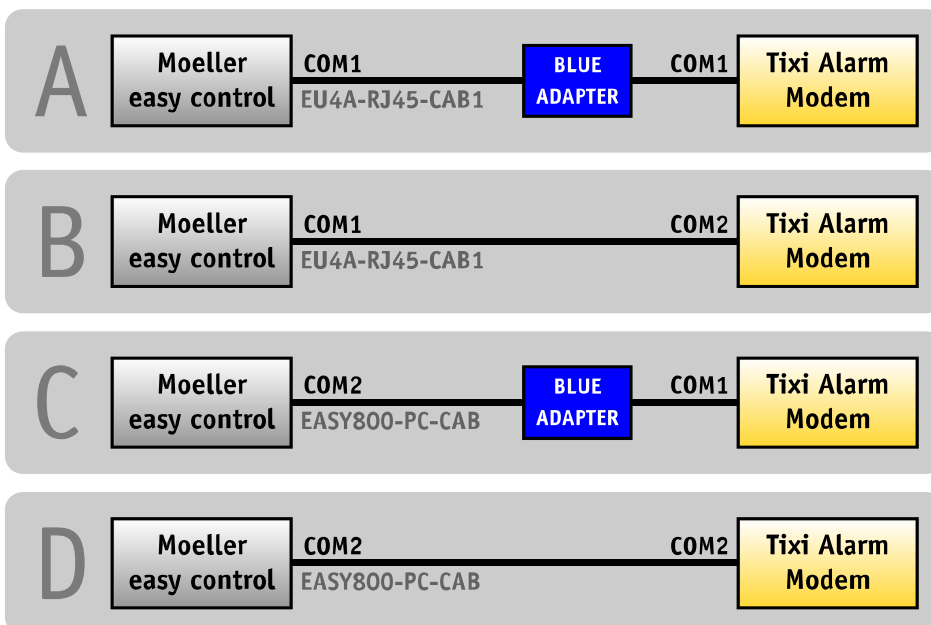 A
Moeller
easy control
COM1
EU4A-RJ45-CAB1
BLUE
ADAPTER
COM1
Tixi Alarm
Modem
B
Moeller
easy control
COM1
EU4A-RJ45-CAB1
COM2
Tixi Alarm
Modem
C
Moeller
easy control
COM2
EASY800-PC-CAB
BLUE
ADAPTER
COM1
Tixi Alarm
Modem
D
Moeller
easy control
COM2
EASY800-PC-CAB
COM2
Tixi Alarm
Modem